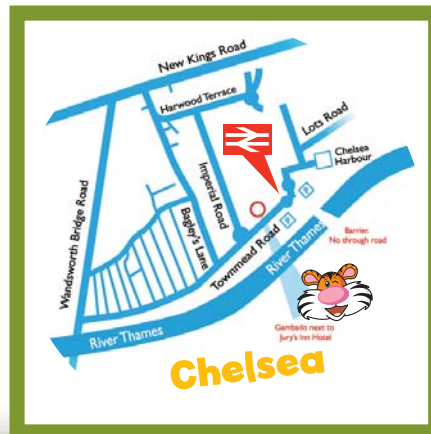 New Kings Road
Harwood Terrace
Lots Road
Chelsea
Harbour
Imperial Road
Wandsworth Bridge Road
Bagley's Lane
P
P
Townmead Road
River Thames
Barrier.
No through road
River Thames
Gambado next to
Jury's Inn Hotel
Chelsea